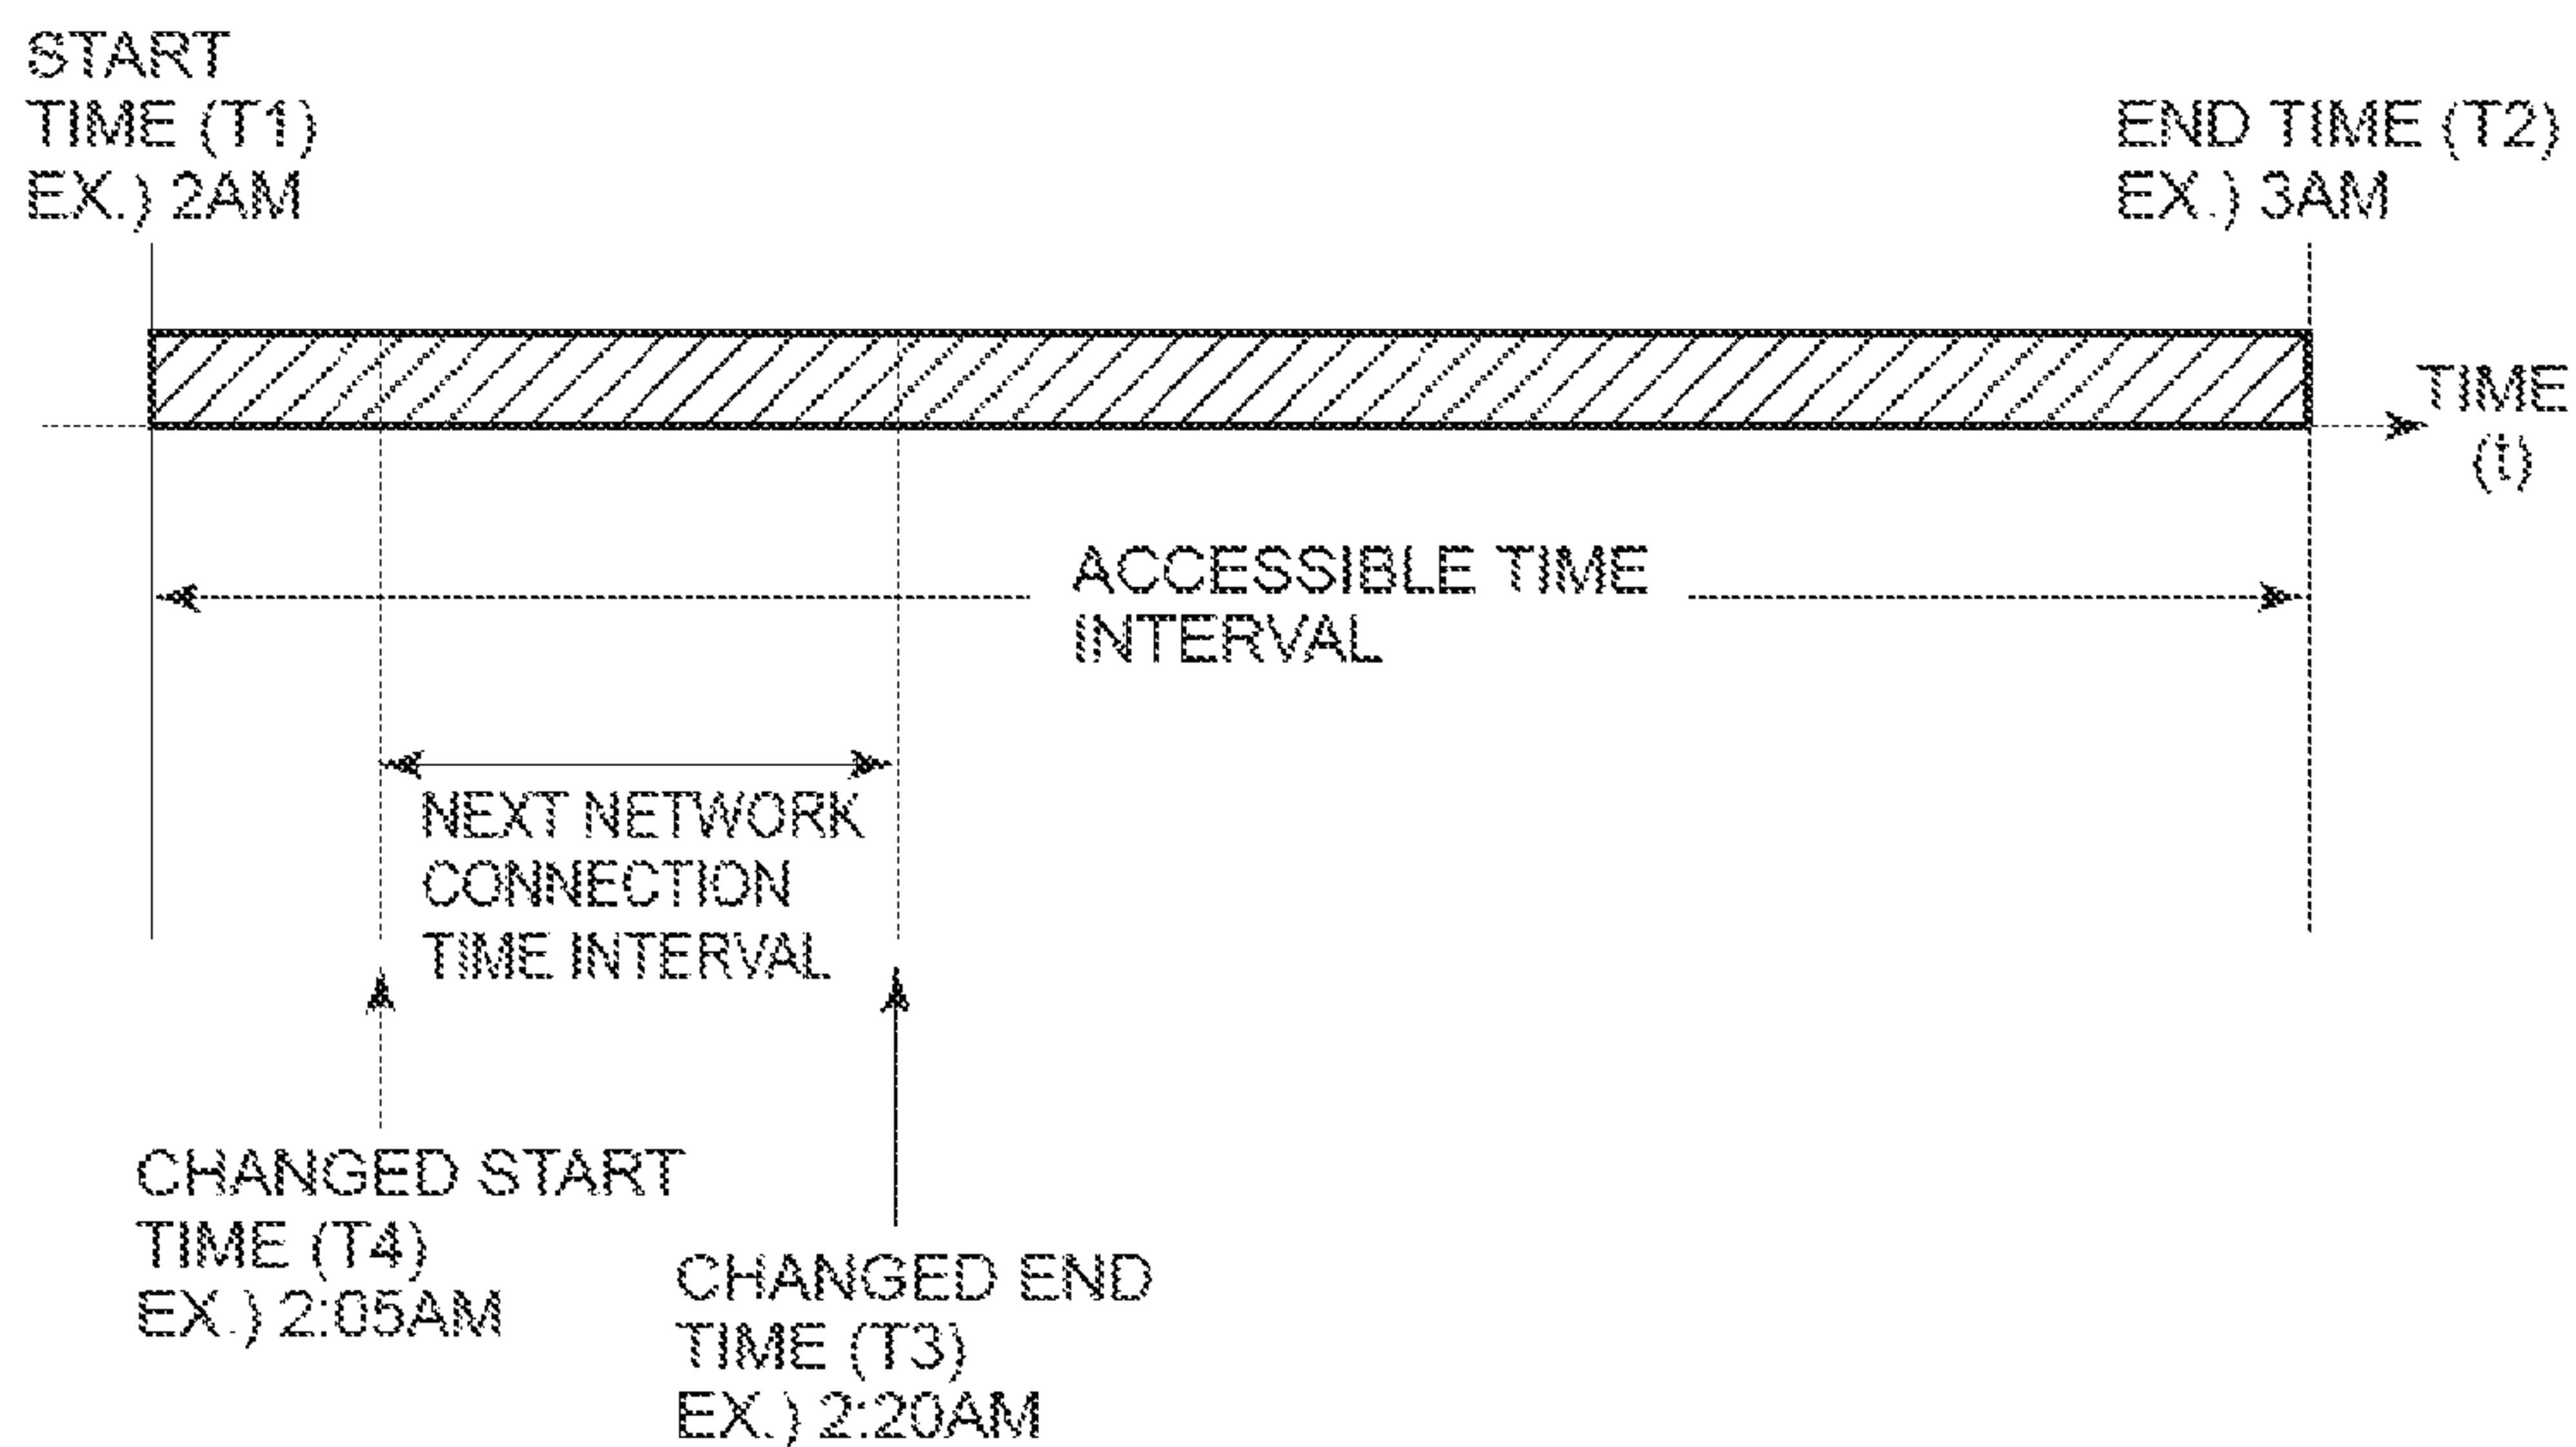 START
TIME (T1)
EX.) 2AM
END TIME (T2)
EX.) 3AM
TIME
(t)
ACCESSIBLE TIME
INTERVAL
NEXT NETWORK
CONNECTION
TIME INTERVAL
CHANGED START
TIME (T4)
EX.) 2:05AM
CHANGED END
TIME (T3)
EX.) 2:20AM